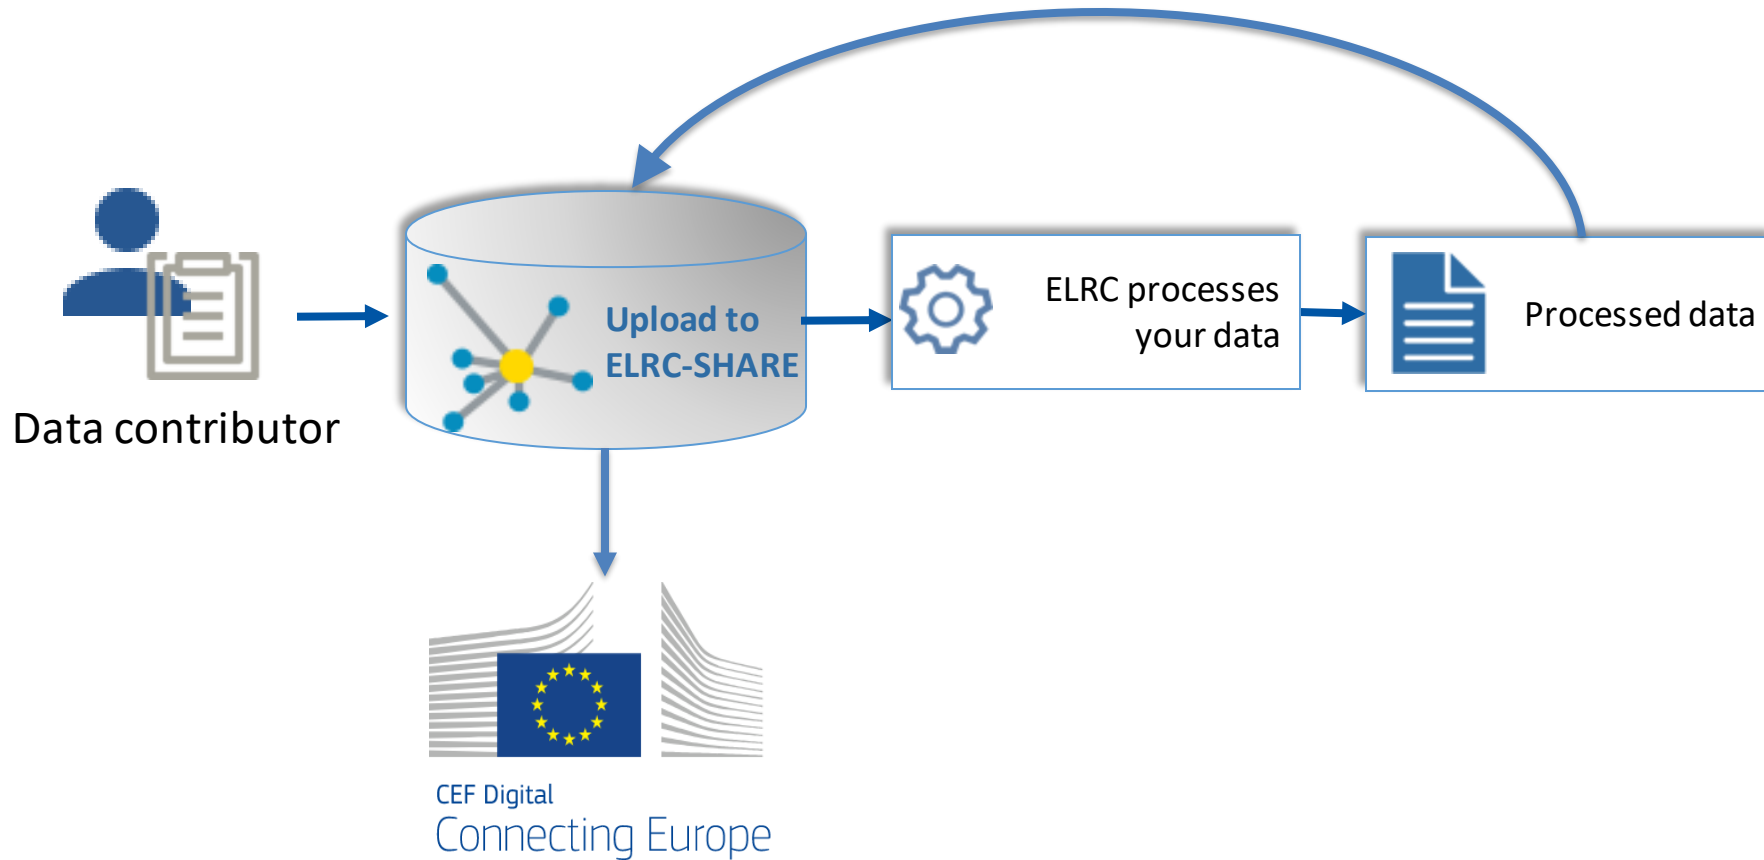 Data contributor
Upload to
ELRC-SHARE
ELRC processes
your data
Processed data
CEF Digital
Connecting Europe